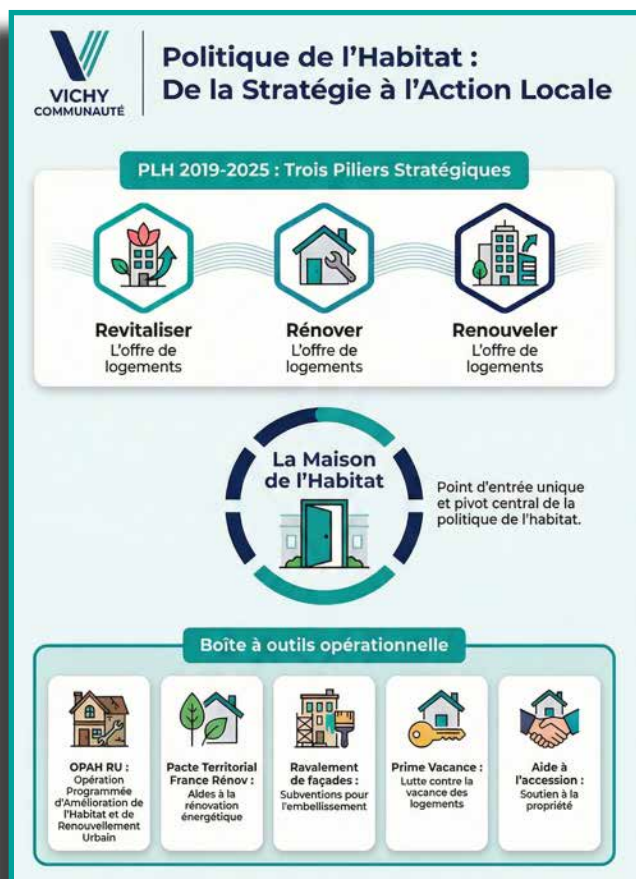 VICHY
COMMUNAUTÉ
Politique de l'Habitat :
De la Stratégie à l'Action Locale
PLH 2019-2025 : Trois Piliers Stratégiques
Revitaliser
L'offre de
logements
Rénover
L'offre de
logements
Renouveler
L'offre de
logements
La Maison
de l'Habitat
Point d'entrée unique
et pivot central de la
politique de l'habitat.
Boîte à outils opérationnelle
OPAH RU :
Opération
Programmée
d'Amélioration de
l'Habitat et de
Renouvellement
Urbain
Pacte Territorial
France Rénov :
Aldes à la
rénovation
énergétique
Ravalement
de façades :
Subventions pour
l'embellissement
Prime Vacance :
Lutte contre la
vacance des
logements
Aide à
l'accession :
Soutien à la
propriété